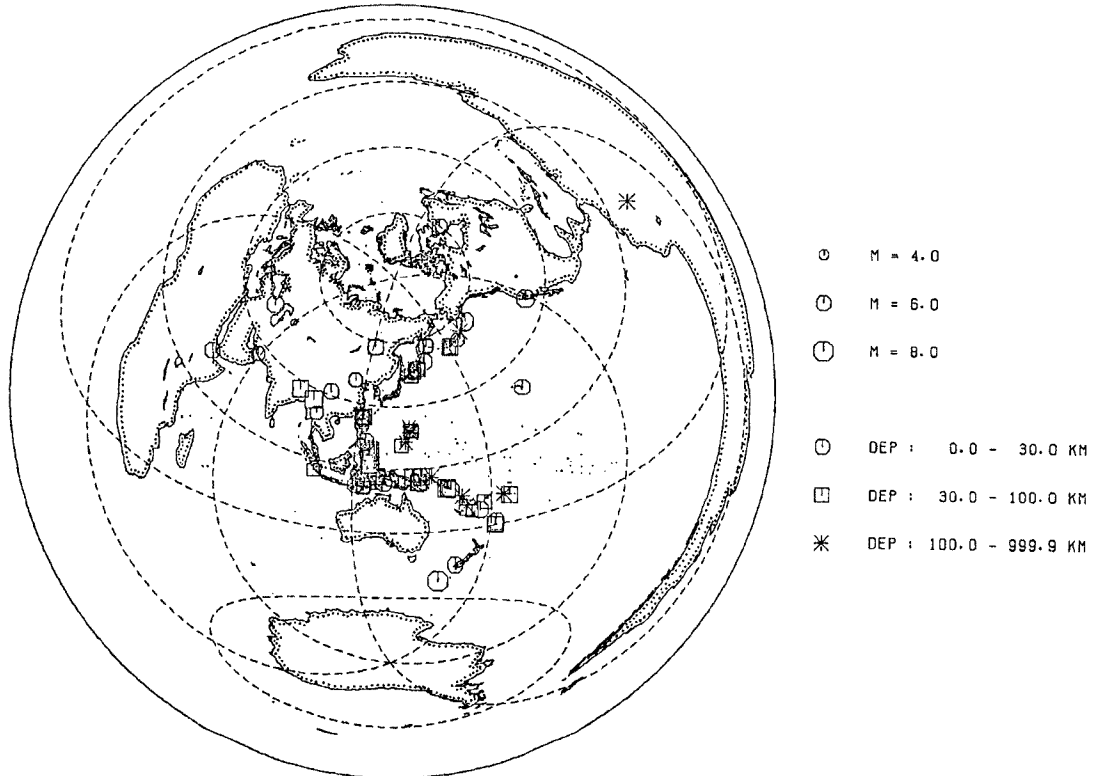 M = 4.0
M = 6.0
M = 8.0
DEP : 0.0 - 30.0 KM
DEP : 30.0 - 100.0 KM
DEP : 100.0 - 999.9 KM